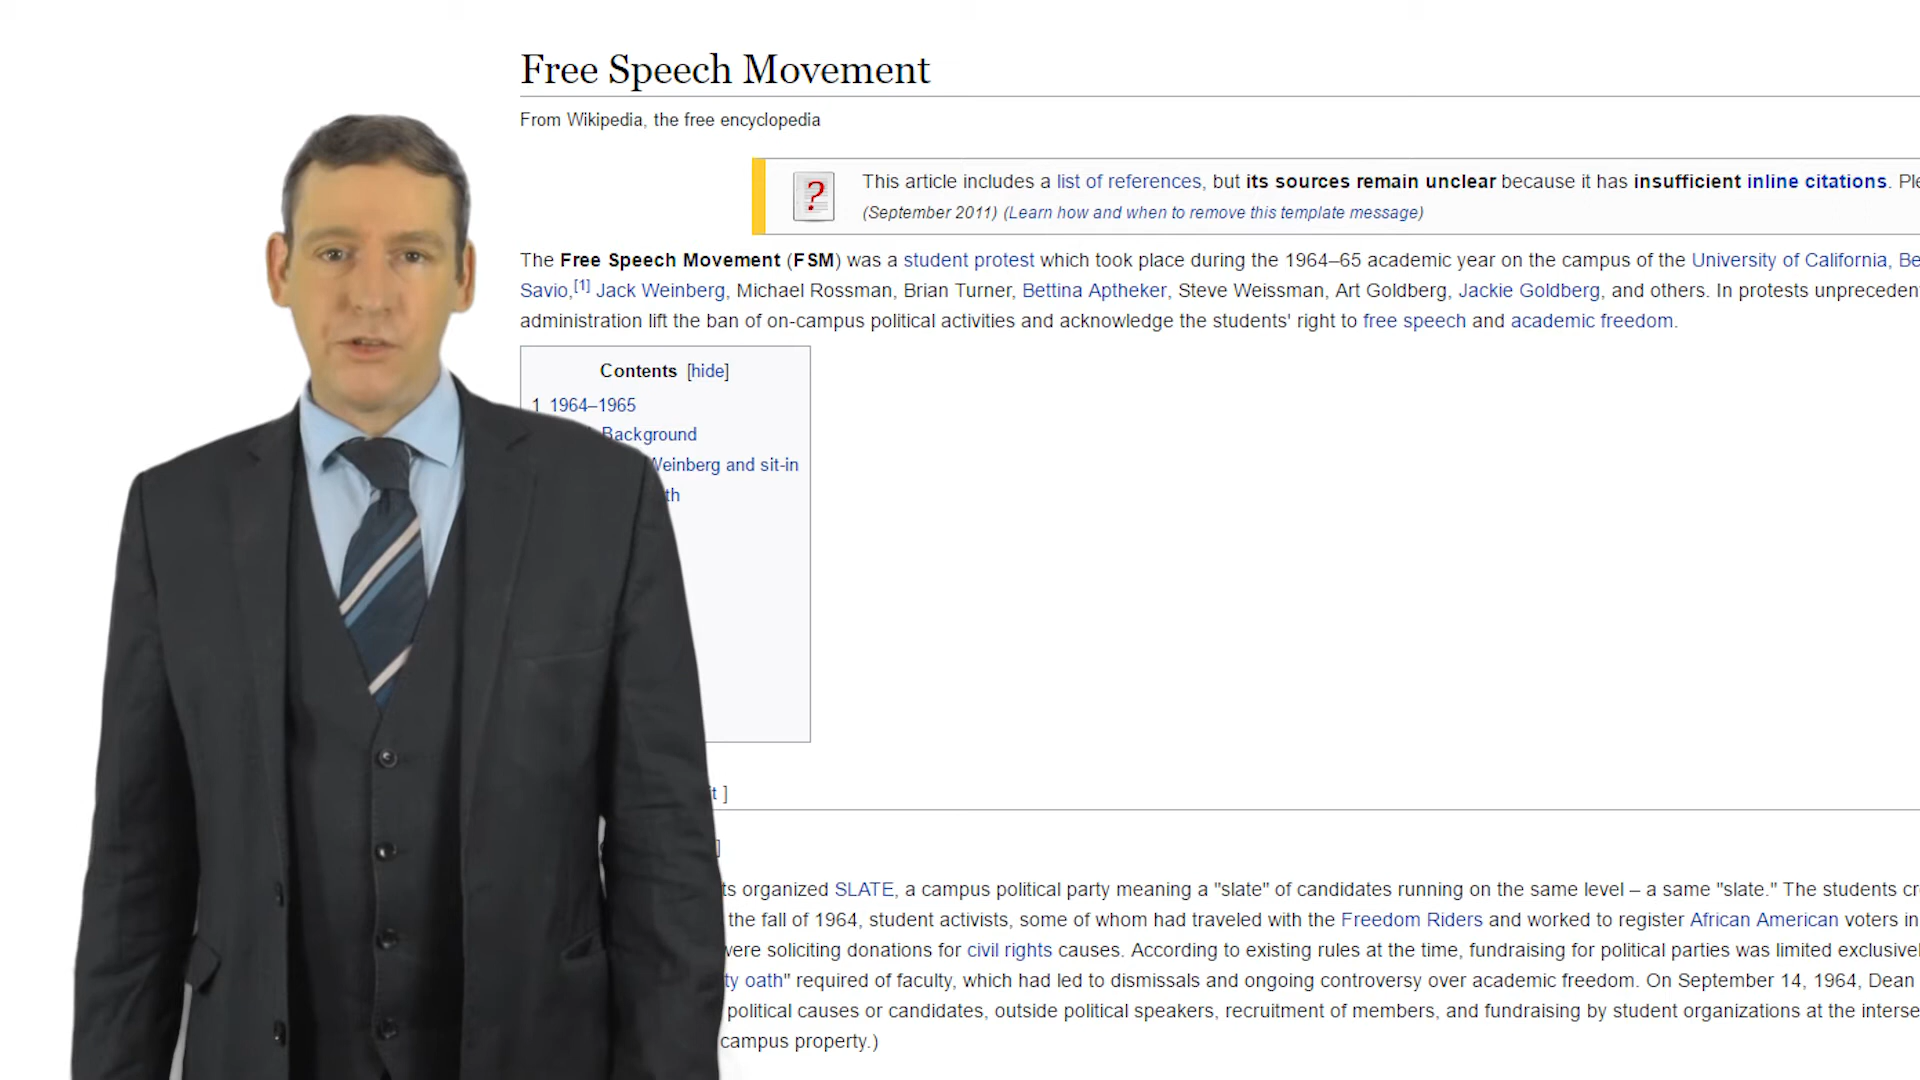 Free Speech Movement
From Wikipedia, the free encyclopedia
?
This article includes a list of references, but its sources remain unclear because it has insufficient inline citations.
(September 2011) (Learn how and when to remove this template message)
The Free Speech Movement (FSM) was a student protest which took place during the 1964–65 academic year on the campus of the University of California,
Savio,[1] Jack Weinberg, Michael Rossman, Brian Turner, Bettina Aptheker, Steve Weissman, Art Goldberg, Jackie Goldberg, and others. In protests
administration lift the ban of on-campus political activities and acknowledge the students' right to free speech and academic freedom.
Contents [hide]
1 1964–1965
Background
Weinberg and sit-in
th
t ]
]
ts organized SLATE, a campus political party meaning a "slate" of candidates running on the same level – a same "slate." The students
the fall of 1964, student activists, some of whom had traveled with the Freedom Riders and worked to register African American voters in
were soliciting donations for civil rights causes. According to existing rules at the time, fundraising for political parties was limited
ty oath" required of faculty, which had led to dismissals and ongoing controversy over academic freedom. On September 14, 1964, Dean
political causes or candidates, outside political speakers, recruitment of members, and fundraising by student organizations at the
campus property.)